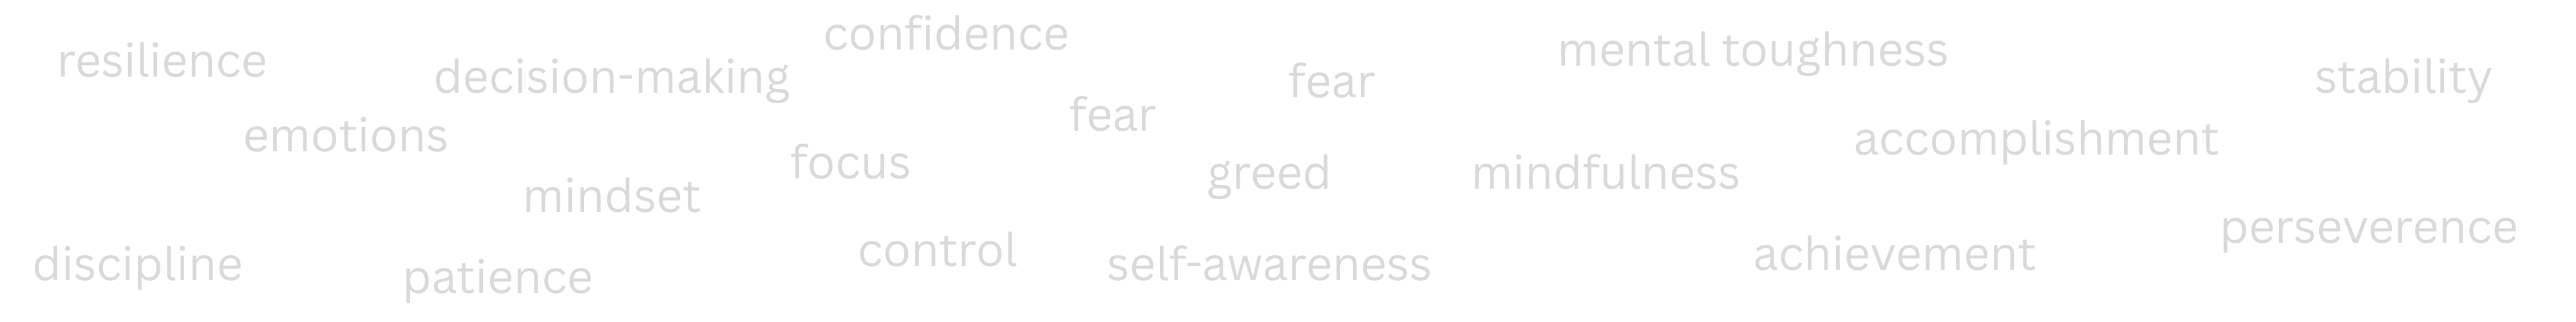 confidence
resilience
decision-making
fear
mental toughness
stability
fear
emotions
focus
greed
mindfulness
accomplishment
mindset
discipline
patience
control
self-awareness
achievement
perseverence